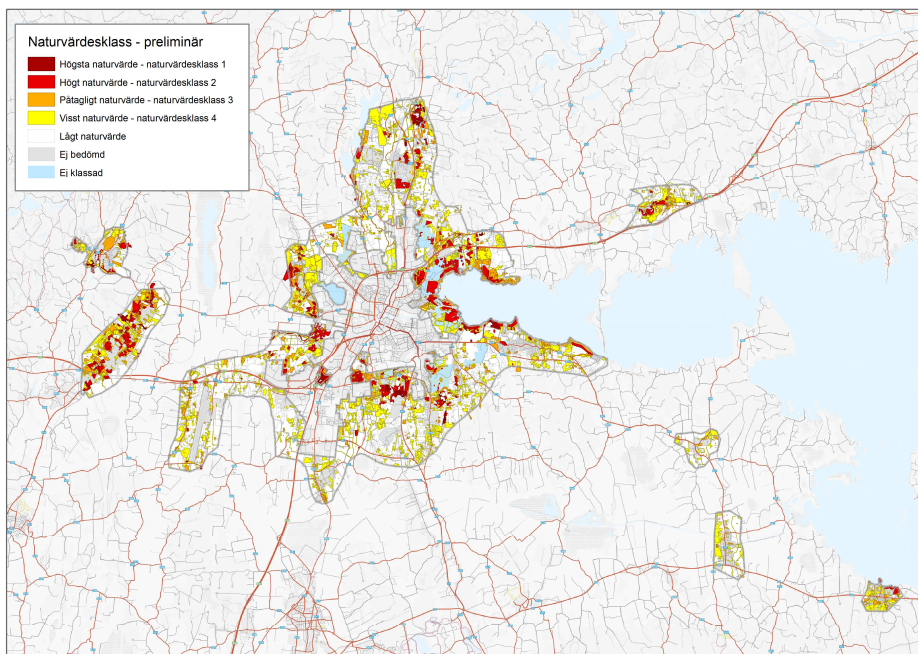 Naturvärdesklass - preliminär
Högsta naturvärde - naturvärdesklass 1
Högt naturvärde - naturvärdesklass 2
Påtagligt naturvärde - naturvärdesklass 3
Visst naturvärde - naturvärdesklass 4
Lågt naturvärde
Ej bedömd
Ej klassad